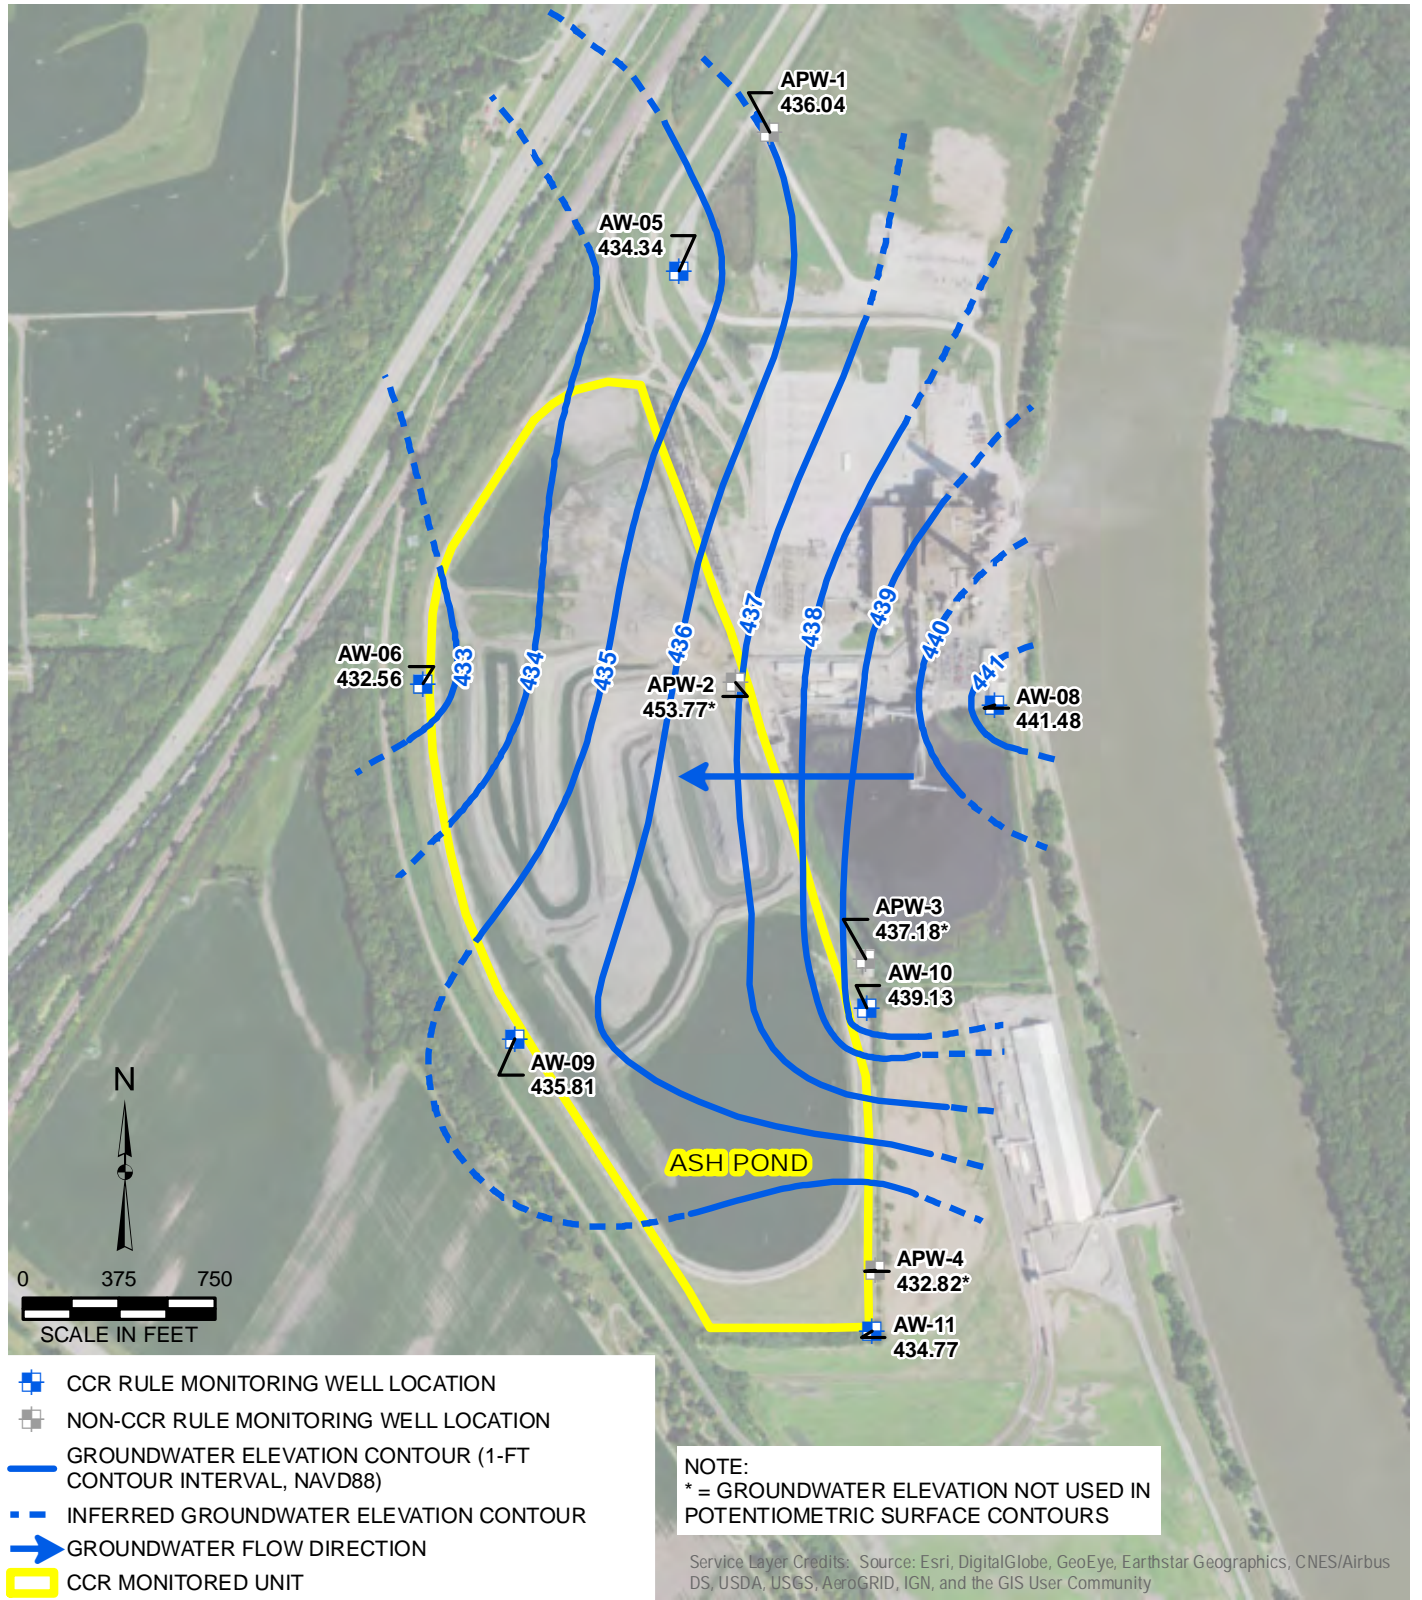 APW-1
436.04
AW-05
434.34
AW-06
432.56
433
434
435
436
437
438
439
440
441
APW-2
453.77*
AW-08
441.48
APW-3
437.18*
AW-10
439.13
AW-09
435.81
ASH POND
APW-4
432.82*
AW-11
434.77
N
0 375 750
SCALE IN FEET
CCR RULE MONITORING WELL LOCATION
NON-CCR RULE MONITORING WELL LOCATION
GROUNDWATER ELEVATION CONTOUR (1-FT
CONTOUR INTERVAL, NAVD88)
INFERRED GROUNDWATER ELEVATION CONTOUR
GROUNDWATER FLOW DIRECTION
CCR MONITORED UNIT
NOTE:
* = GROUNDWATER ELEVATION NOT USED IN
POTENTIOMETRIC SURFACE CONTOURS
Service Layer Credits: Source: Esri, DigitalGlobe, GeoEye, Earthstar Geographics, CNES/Airbus
DS, USDA, USGS, AeroGRID, IGN, and the GIS User Community